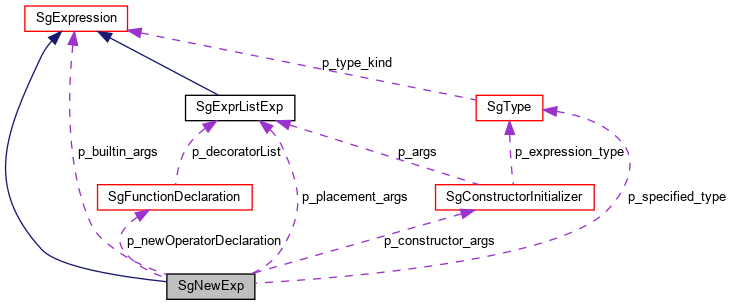 SgExpression
p_type_kind
SgExprListExp
SgType
p_builtin_args
p_decoratorList
p_args
p_expression_type
SgFunctionDeclaration
p_placement_args
SgConstructorInitializer
p_specified_type
p_newOperatorDeclaration
p_constructor_args
SgNewExp